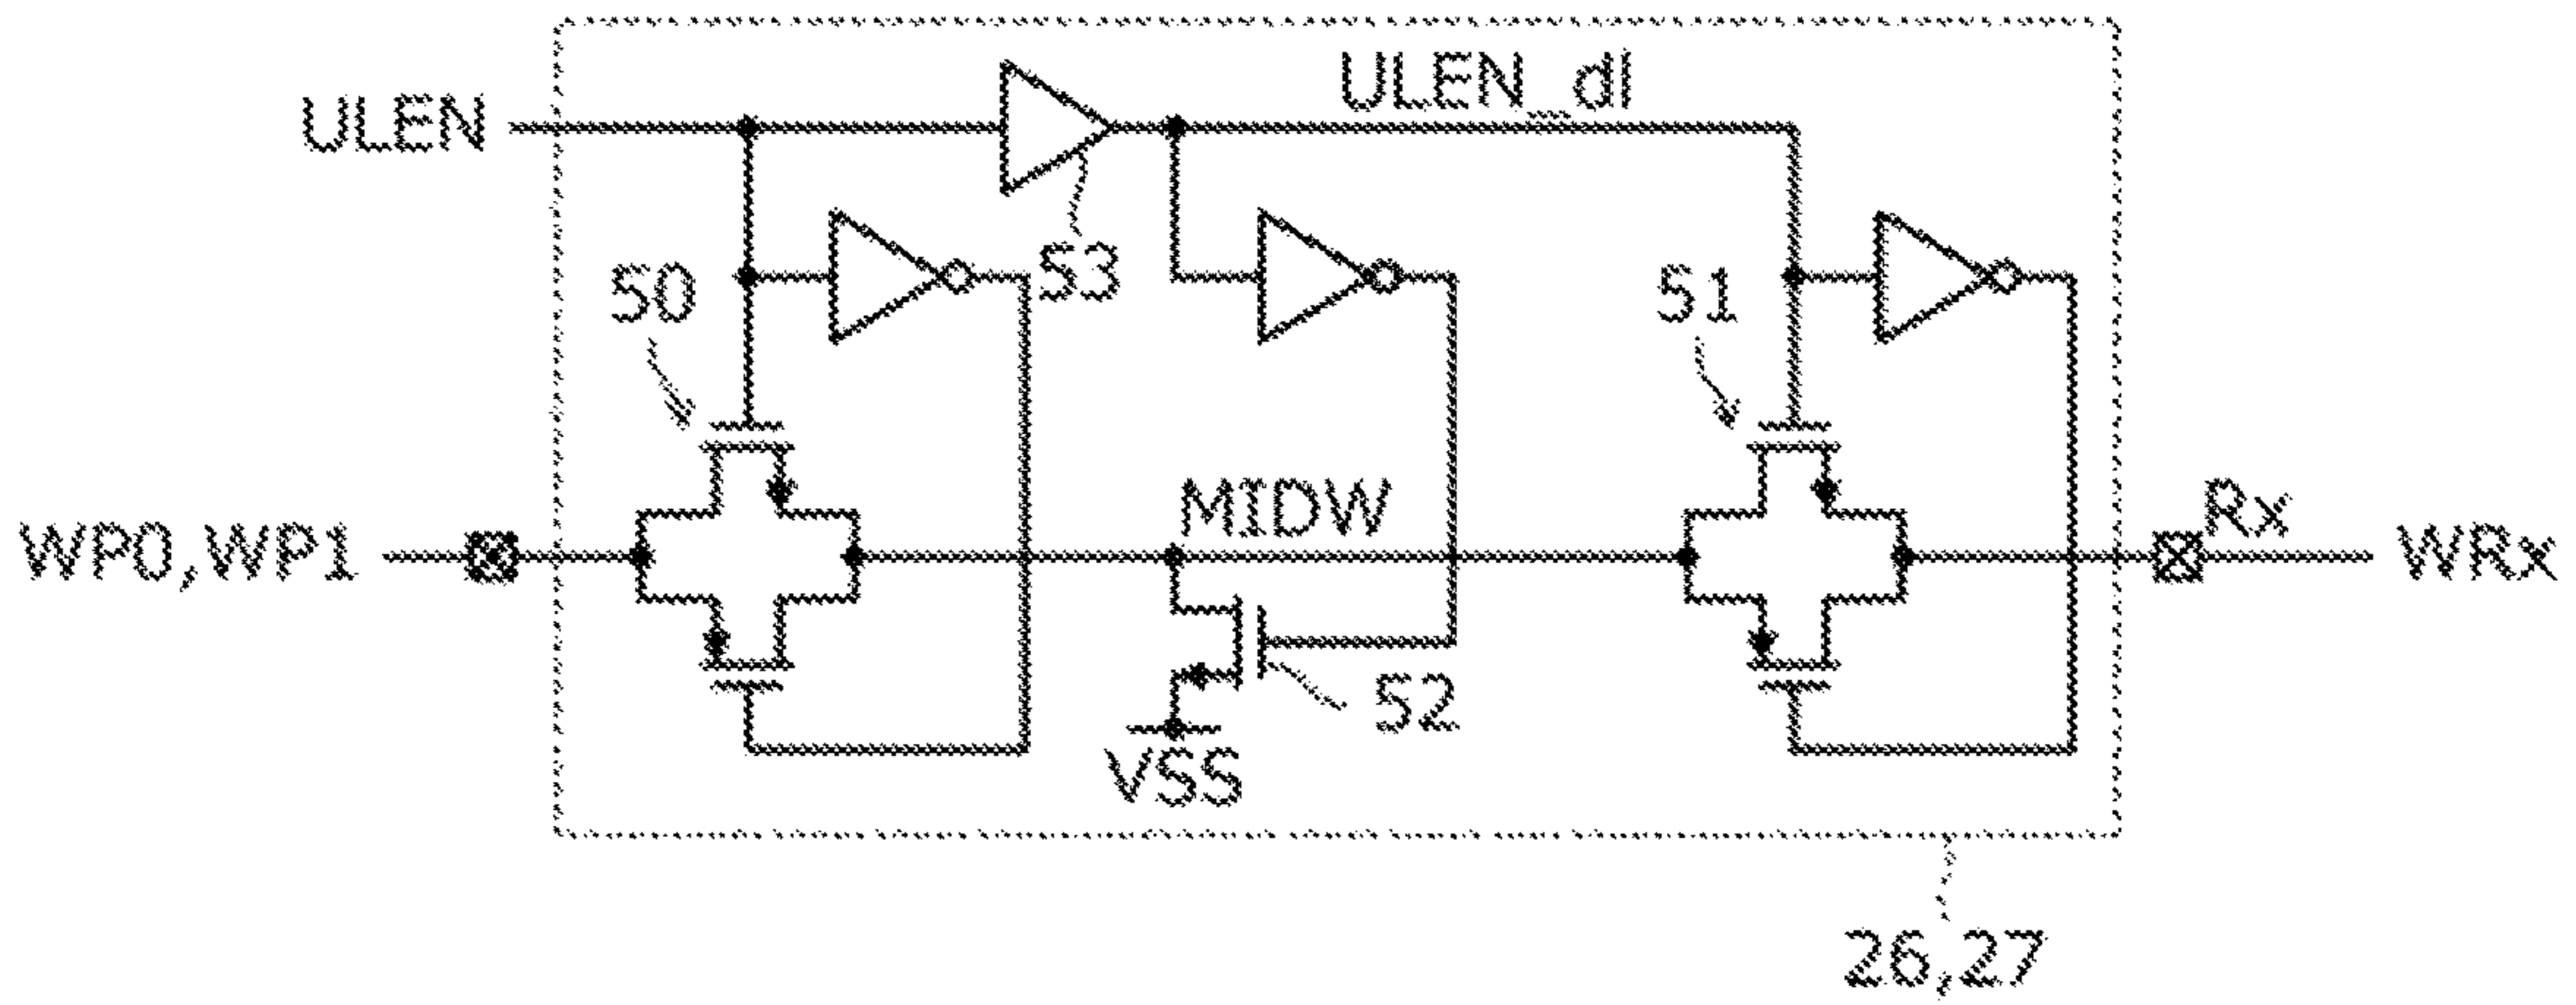 ULEN_dl
ULEN
50
53
51
MIDW
Rx
WP0,WP1
WRx
52
VSS
26,27